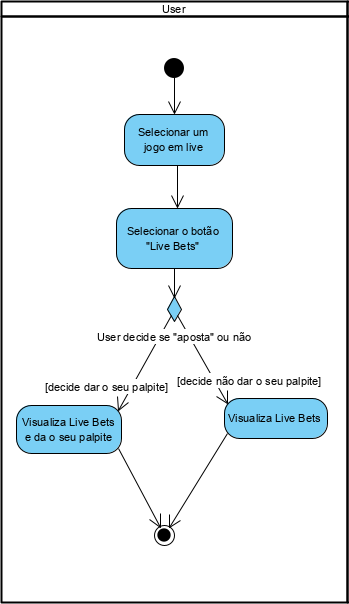 User
Selecionar um
jogo em live
Selecionar o botão
"Live Bets"
User decide se "aposta" ou não
[decide dar o seu palpite]
[decide não dar o seu palpite]
Visualiza Live Bets
e da o seu palpite
Visualiza Live Bets